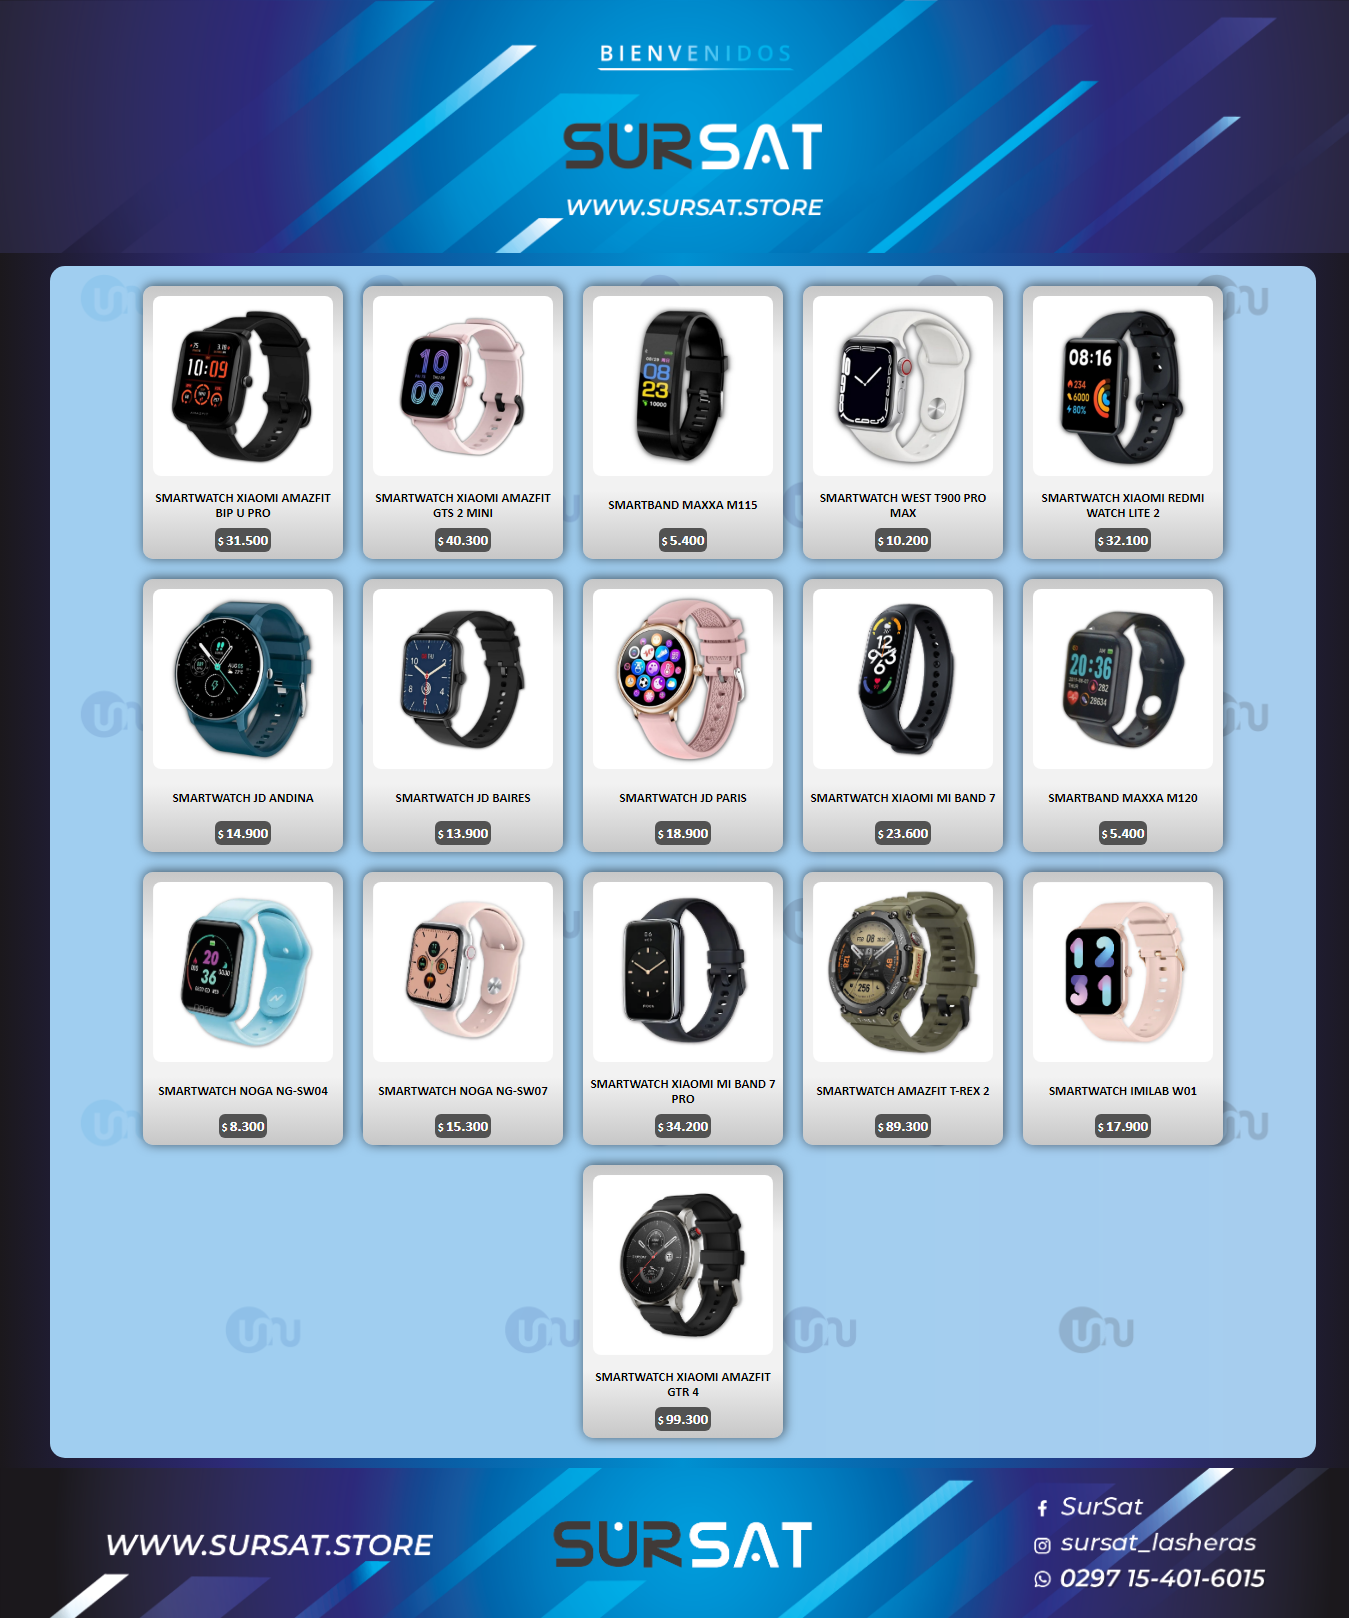 BIENVENIDOS
SURSAT
WWW.SURSAT.STORE
SMARTWATCH XIAOMI AMAZFIT
BIP U PRO
$ 31.500
SMARTWATCH XIAOMI AMAZFIT
GTS 2 MINI
$ 40.300
SMARTBAND MAXXA M115
$ 5.400
SMARTWATCH WEST T900 PRO
MAX
$ 10.200
SMARTWATCH XIAOMI REDMI
WATCH LITE 2
$ 32.100
SMARTWATCH JD ANDINA
$ 14.900
SMARTWATCH JD BAIRES
$ 13.900
SMARTWATCH JD PARIS
$ 18.900
SMARTWATCH XIAOMI MI BAND 7
$ 23.600
SMARTBAND MAXXA M120
$ 5.400
SMARTWATCH NOGA NG-SW04
$ 8.300
SMARTWATCH NOGA NG-SW07
$ 15.300
SMARTWATCH XIAOMI MI BAND 7
PRO
$ 34.200
SMARTWATCH AMAZFIT T-REX 2
$ 89.300
SMARTWATCH IMILAB W01
$ 17.900
SMARTWATCH XIAOMI AMAZFIT
GTR 4
$ 99.300
WWW.SURSAT.STORE
SURSAT
SurSat
sursat_lasheras
0297 15-401-6015